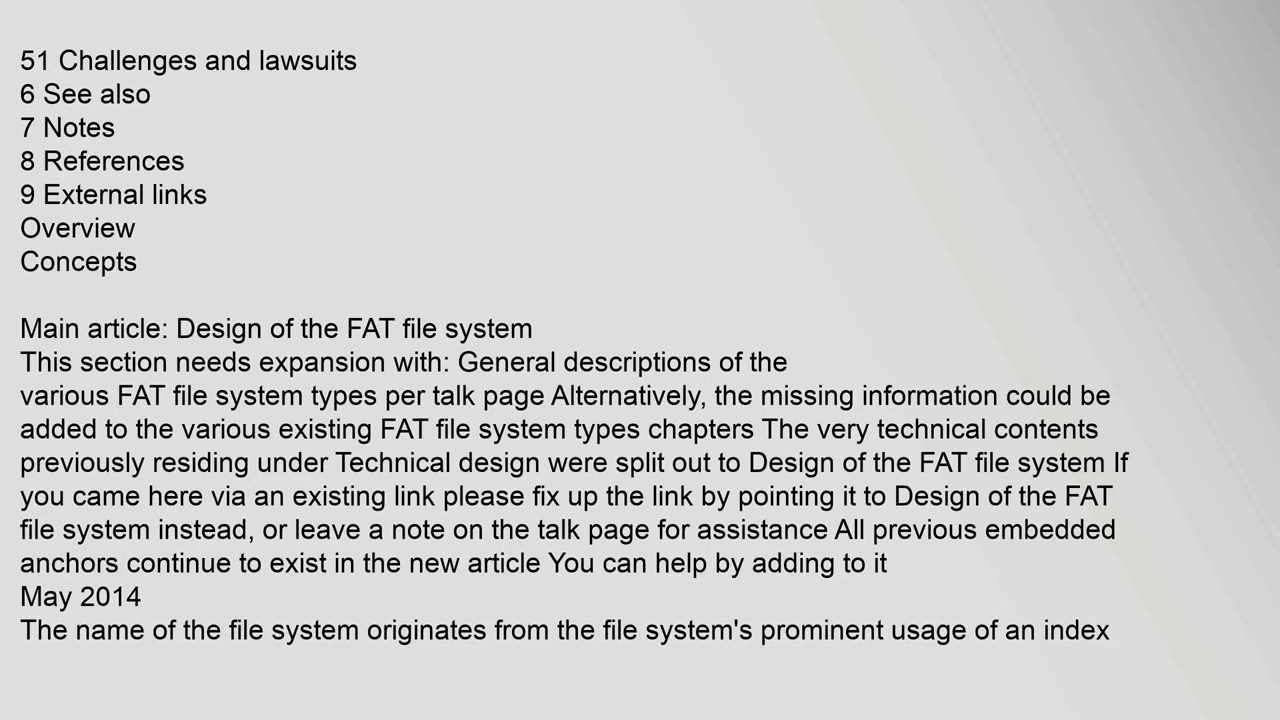 51 Challenges and lawsuits
6 See also
7 Notes
8 References
9 External links
Overview
Concepts
Main article: Design of the FAT file system
This section needs expansion with: General descriptions of the
various FAT file system types per talk page Alternatively, the missing information could be
added to the various existing FAT file system types chapters The very technical contents
previously residing under Technical design were split out to Design of the FAT file system If
you came here via an existing link please fix up the link by pointing it to Design of the FAT
file system instead, or leave a note on the talk page for assistance All previous embedded
anchors continue to exist in the new article You can help by adding to it
May 2014
The name of the file system originates from the file system's prominent usage of an index